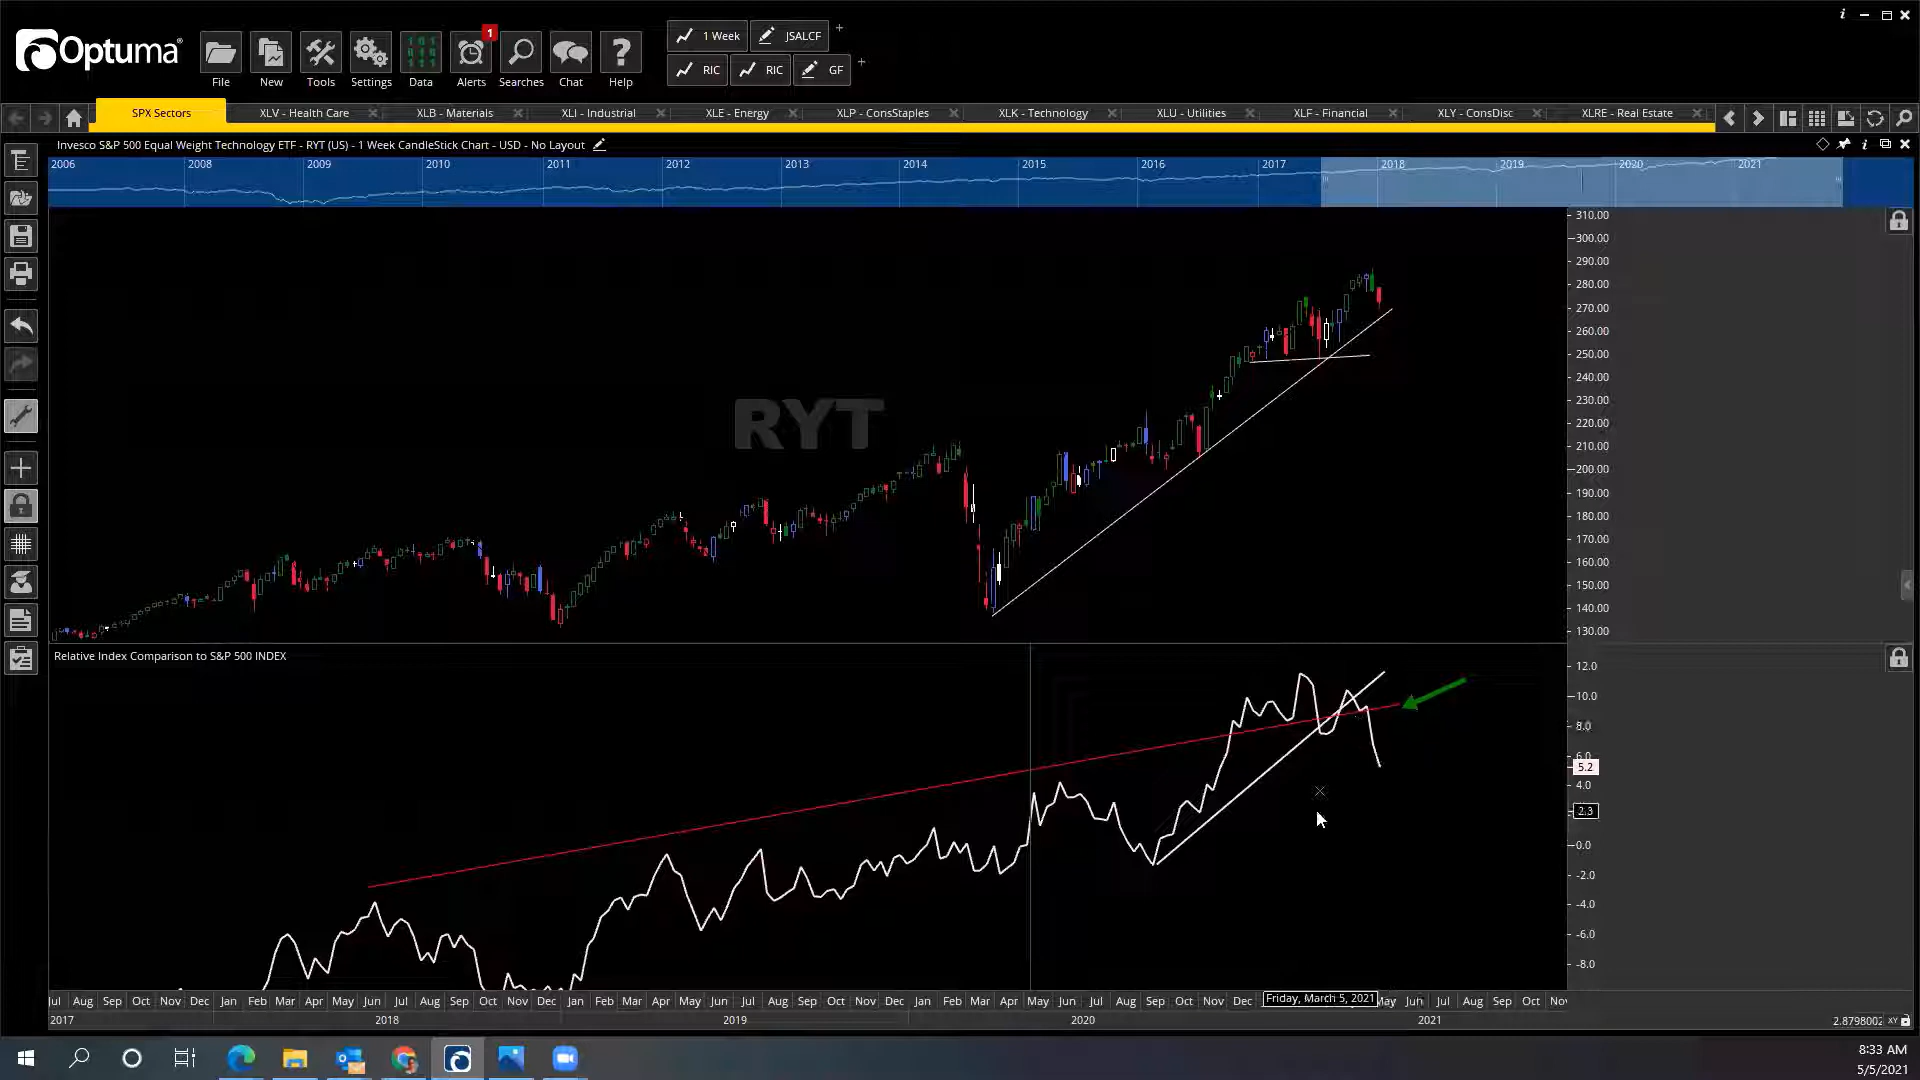 Optuma
File New Tools Settings Data Alerts Searches Chat Help
1
1 Week JSALCF +
RIC RIC GF +
SPX Sectors XLV - Health Care XLB - Materials XLI - Industrial XLE - Energy XLP - ConsStaples XLK - Technology XLU - Utilities XLF - Financial XLY - ConsDisc XLRE - Real Estate
Invesco S&P 500 Equal Weight Technology ETF - RYT (US) - 1 Week CandleStick Chart - USD - No Layout
2006 2008 2009 2010 2011 2012 2013 2014 2015 2016 2017 2018 2019 2020 2021
310.00
300.00
290.00
280.00
270.00
260.00
250.00
240.00
230.00
220.00
210.00
200.00
190.00
180.00
170.00
160.00
150.00
140.00
130.00
RYT
Relative Index Comparison to S&P 500 INDEX
12.0
10.0
8.0
6.0
5.2
4.0
2.3
0.0
-2.0
-4.0
-6.0
-8.0
Jul Aug Sep Oct Nov Dec Jan Feb Mar Apr May Jun Jul Aug Sep Oct Nov Dec Jan Feb Mar Apr May Jun Jul Aug Sep Oct Nov Dec Jan Feb Mar Apr May Jun Jul Aug Sep Oct Nov Dec Friday, March 5, 2021 May Jun Jul Aug Sep Oct Nov
2017 2018 2019 2020 2021
2.8798002 XY
8:33 AM
5/5/2021